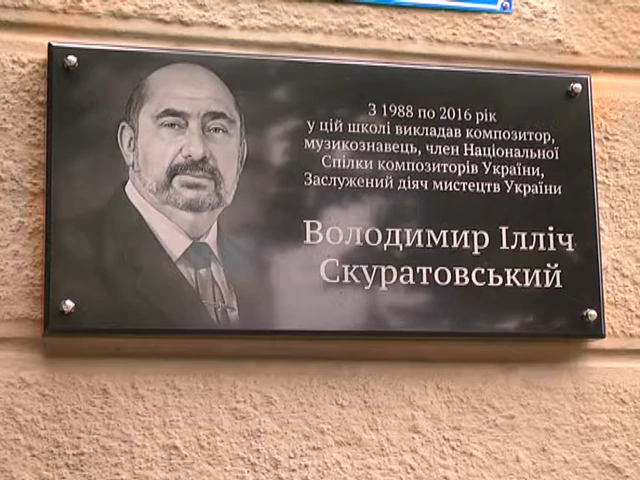 З 1988 по 2016 рік
у цій школі викладав композитор,
музикознавець, член Національної
Спілки композиторів України,
Заслужений діяч мистецтв України
Володимир Ілліч
Скуратовський